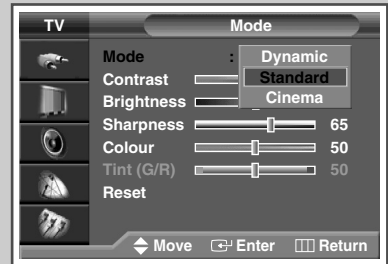 TV Mode
Mode : Dynamic
Contrast Standard
Brightness Cinema
Sharpness 65
Colour 50
Tint (G/R) 50
Reset
Move Enter Return